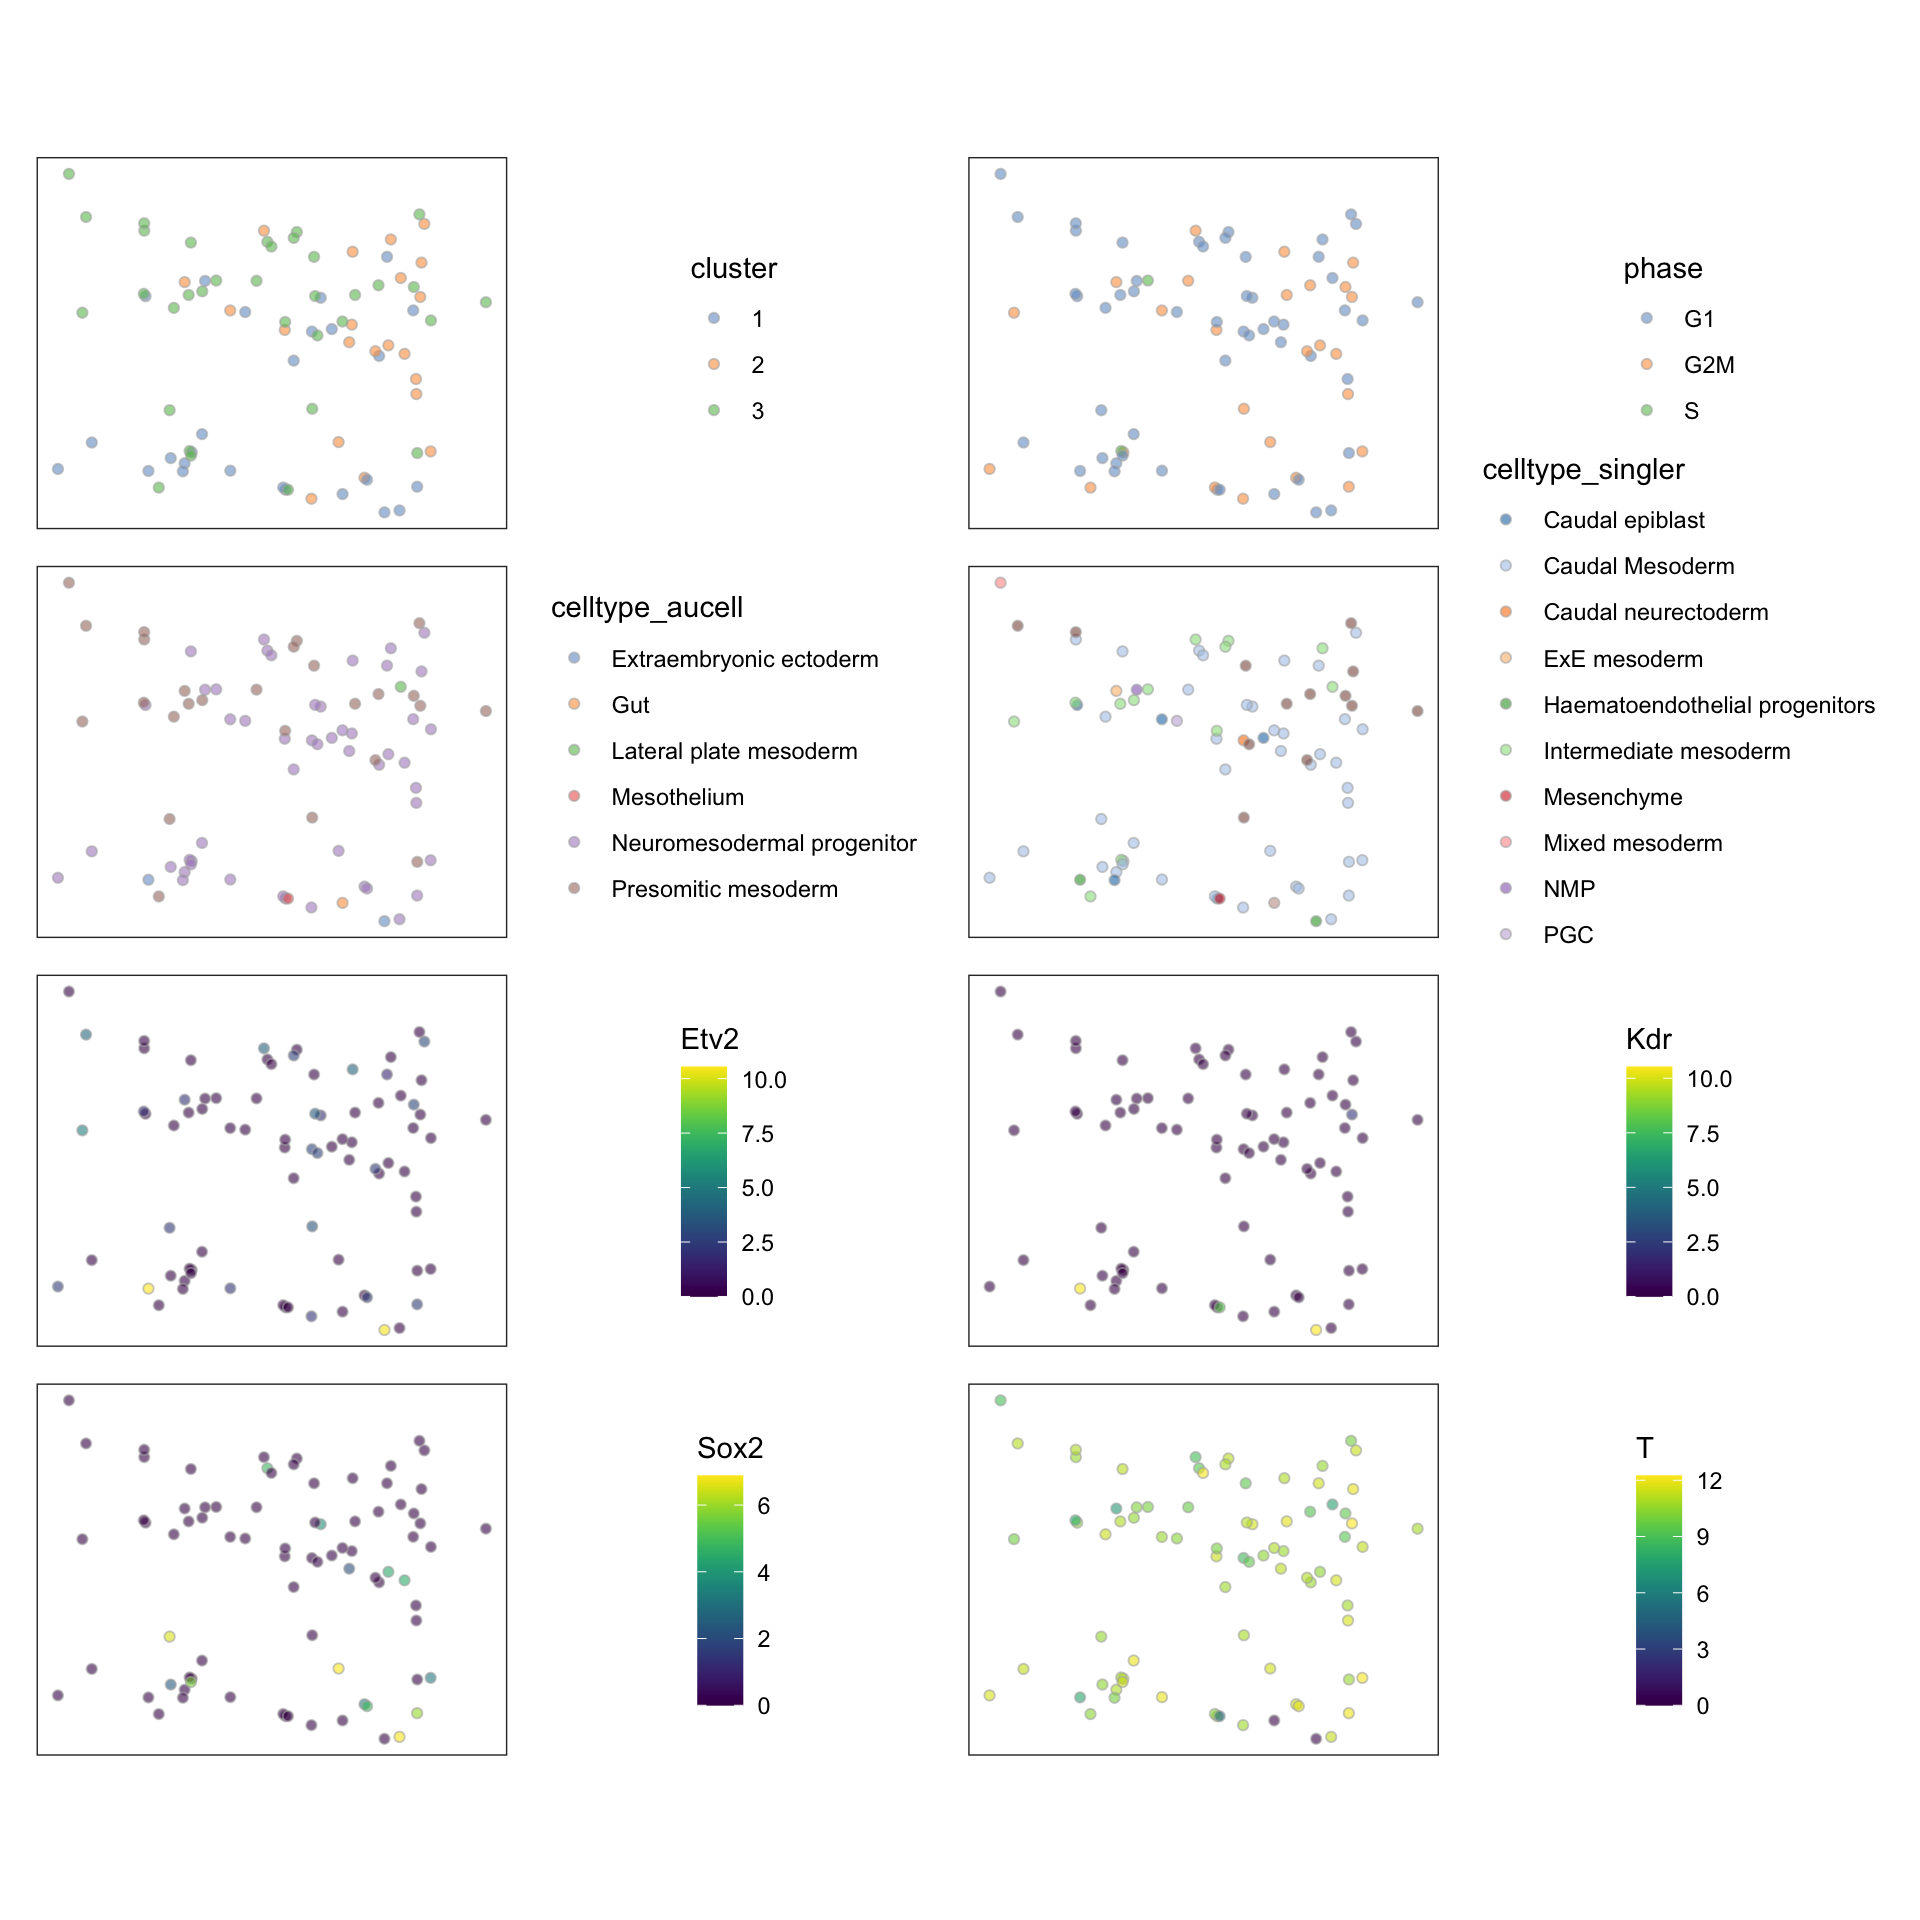 cluster
1
2
3
phase
G1
G2M
S
celltype_aucell
Extraembryonic ectoderm
Gut
Lateral plate mesoderm
Mesothelium
Neuromesodermal progenitor
Presomitic mesoderm
celltype_singler
Caudal epiblast
Caudal Mesoderm
Caudal neurectoderm
ExE mesoderm
Haematoendothelial progenitors
Intermediate mesoderm
Mesenchyme
Mixed mesoderm
NMP
PGC
Etv2
10.0
7.5
5.0
2.5
0.0
Kdr
10.0
7.5
5.0
2.5
0.0
Sox2
6
4
2
0
T
12
9
6
3
0